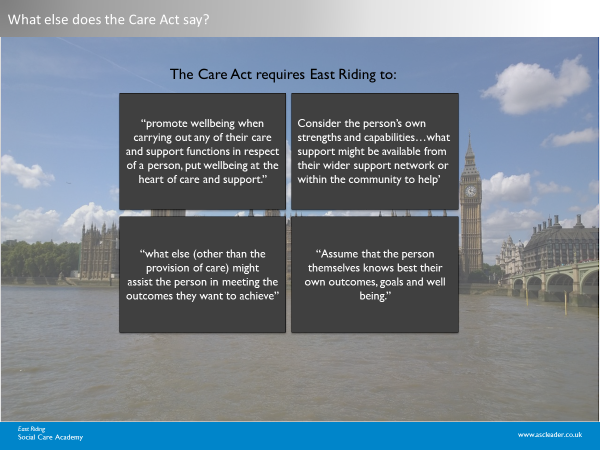 What else does the Care Act say?
The Care Act requires East Riding to:
“promote wellbeing when
carrying out any of their care
and support functions in respect
of a person, put wellbeing at the
heart of care and support.”
Consider the person’s own
strengths and capabilities…what
support might be available from
their wider support network or
within the community to help’
“what else (other than the
provision of care) might
assist the person in meeting the
outcomes they want to achieve”
“Assume that the person
themselves knows best their
own outcomes, goals and well
being.”
East Riding
Social Care Academy
www.ascleader.co.uk